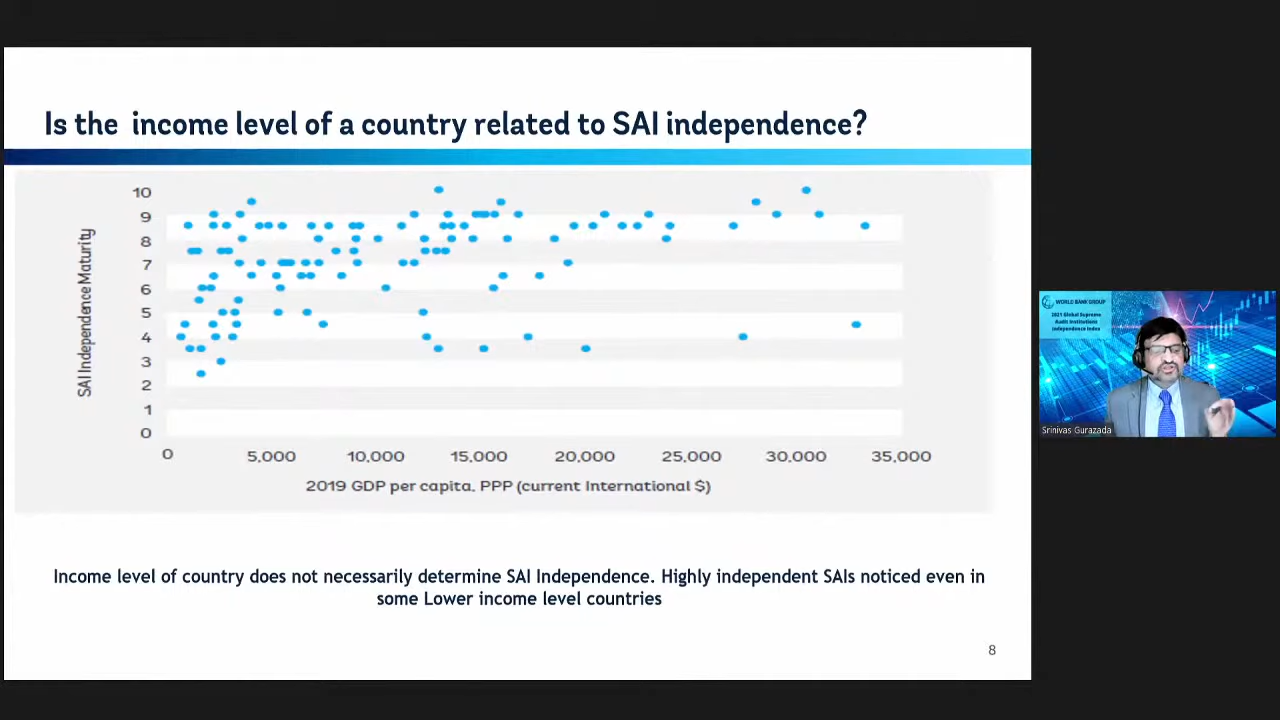 Is the income level of a country related to SAI independence?
SAI Independence Maturity
10
9
8
7
6
5
4
3
2
1
0
0 5,000 10,000 15,000 20,000 25,000 30,000 35,000
2019 GDP per capita, PPP (current International $)
Income level of country does not necessarily determine SAI Independence. Highly independent SAIs noticed even in
some Lower income level countries
8
WORLD BANK GROUP
2021 Global Supreme
Audit Institutions
Independence Index
Srinivas Gurazada